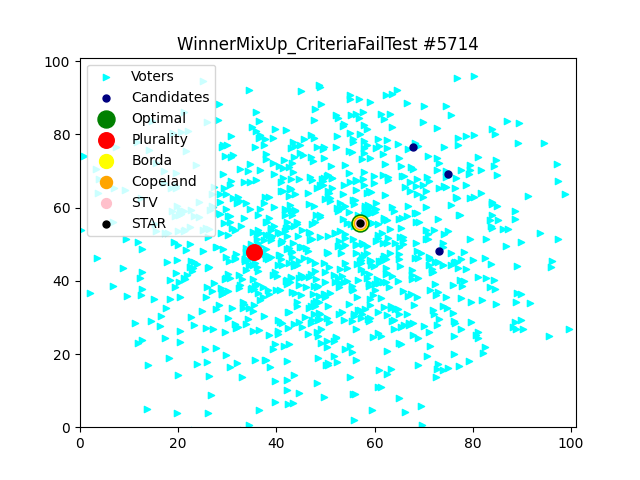 WinnerMixUp_CriteriaFailTest #5714
100
80
60
40
20
0
0
20
40
60
80
100
Voters
Candidates
Optimal
Plurality
Borda
Copeland
STV
STAR